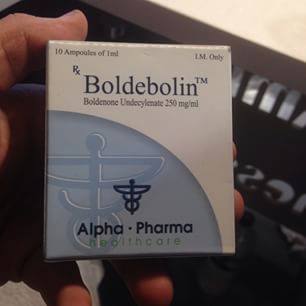 10 Ampoules of 1ml
I.M. Only
Rx Boldebolin™
Boldenone Undecylenate 250 mg/ml
Alpha · Pharma
healthcare